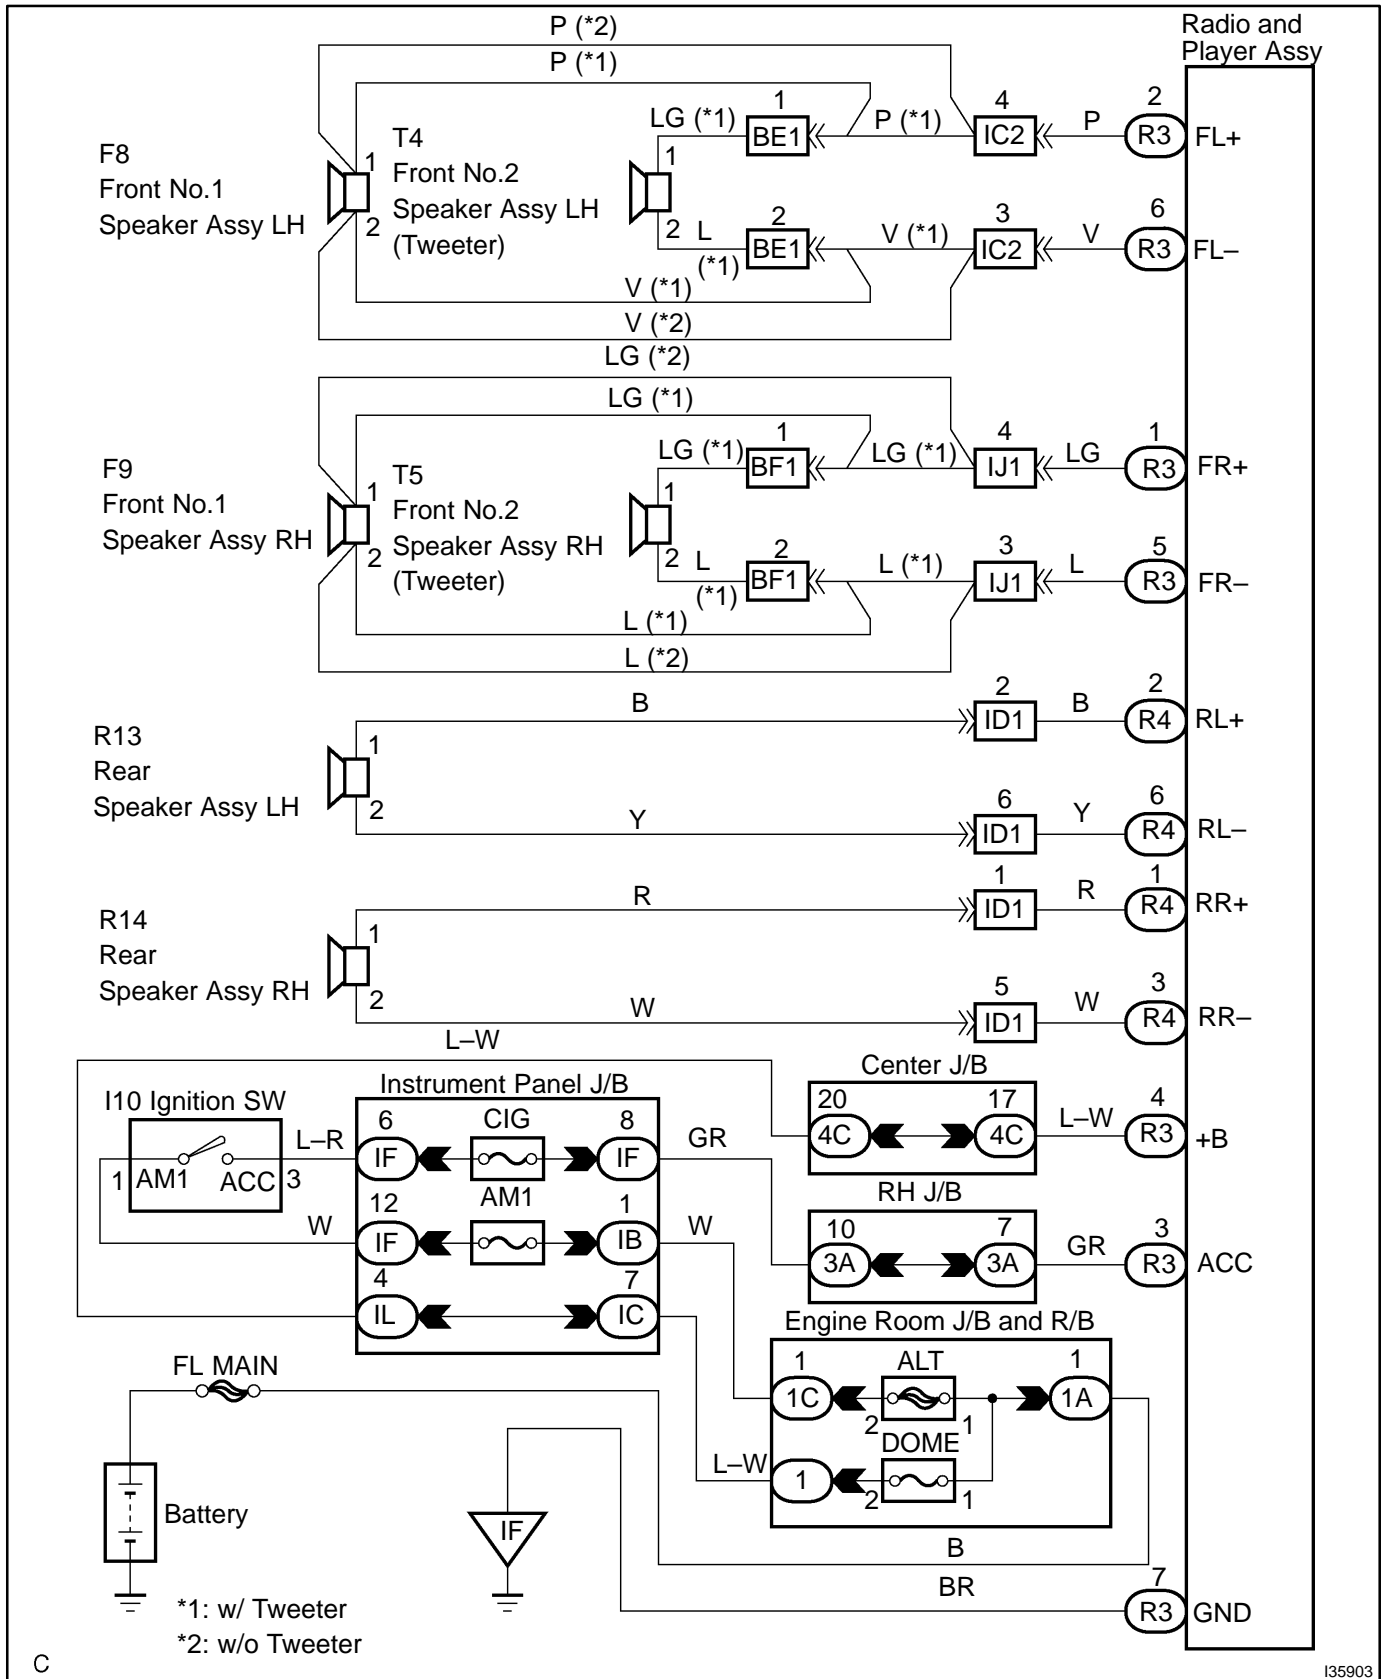 P (*2)
Radio and
Player Assy
P (*1)
LG (*1)
1
BE1
P (*1)
4
IC2
P
2
R3
FL+
F8
Front No.1
Speaker Assy LH
1
2
T4
Front No.2
Speaker Assy LH
(Tweeter)
1
2
L
(*1)
2
BE1
V (*1)
3
IC2
V
6
R3
FL–
V (*1)
V (*2)
LG (*2)
LG (*1)
LG (*1)
1
BF1
LG (*1)
4
IJ1
LG
1
R3
FR+
F9
Front No.1
Speaker Assy RH
1
2
T5
Front No.2
Speaker Assy RH
(Tweeter)
1
2
L
(*1)
2
BF1
L (*1)
3
IJ1
L
5
R3
FR–
L (*1)
L (*2)
B
2
ID1
B
2
R4
RL+
R13
Rear
Speaker Assy LH
1
2
Y
6
ID1
Y
6
R4
RL–
R
1
ID1
R
1
R4
RR+
R14
Rear
Speaker Assy RH
1
2
W
5
ID1
W
3
R4
RR–
L–W
Center J/B
20
4C
17
4C
L–W
4
R3
+B
I10 Ignition SW
1
AM1
ACC
3
L–R
W
Instrument Panel J/B
6
IF
CIG
8
IF
GR
12
IF
AM1
1
IB
W
4
IL
7
IC
RH J/B
10
3A
7
3A
GR
3
R3
ACC
Engine Room J/B and R/B
1
1C
ALT
2
1
1
1A
L–W
1
DOME
2
1
FL MAIN
Battery
IF
B
BR
7
R3
GND
*1: w/ Tweeter
*2: w/o Tweeter
C
I35903